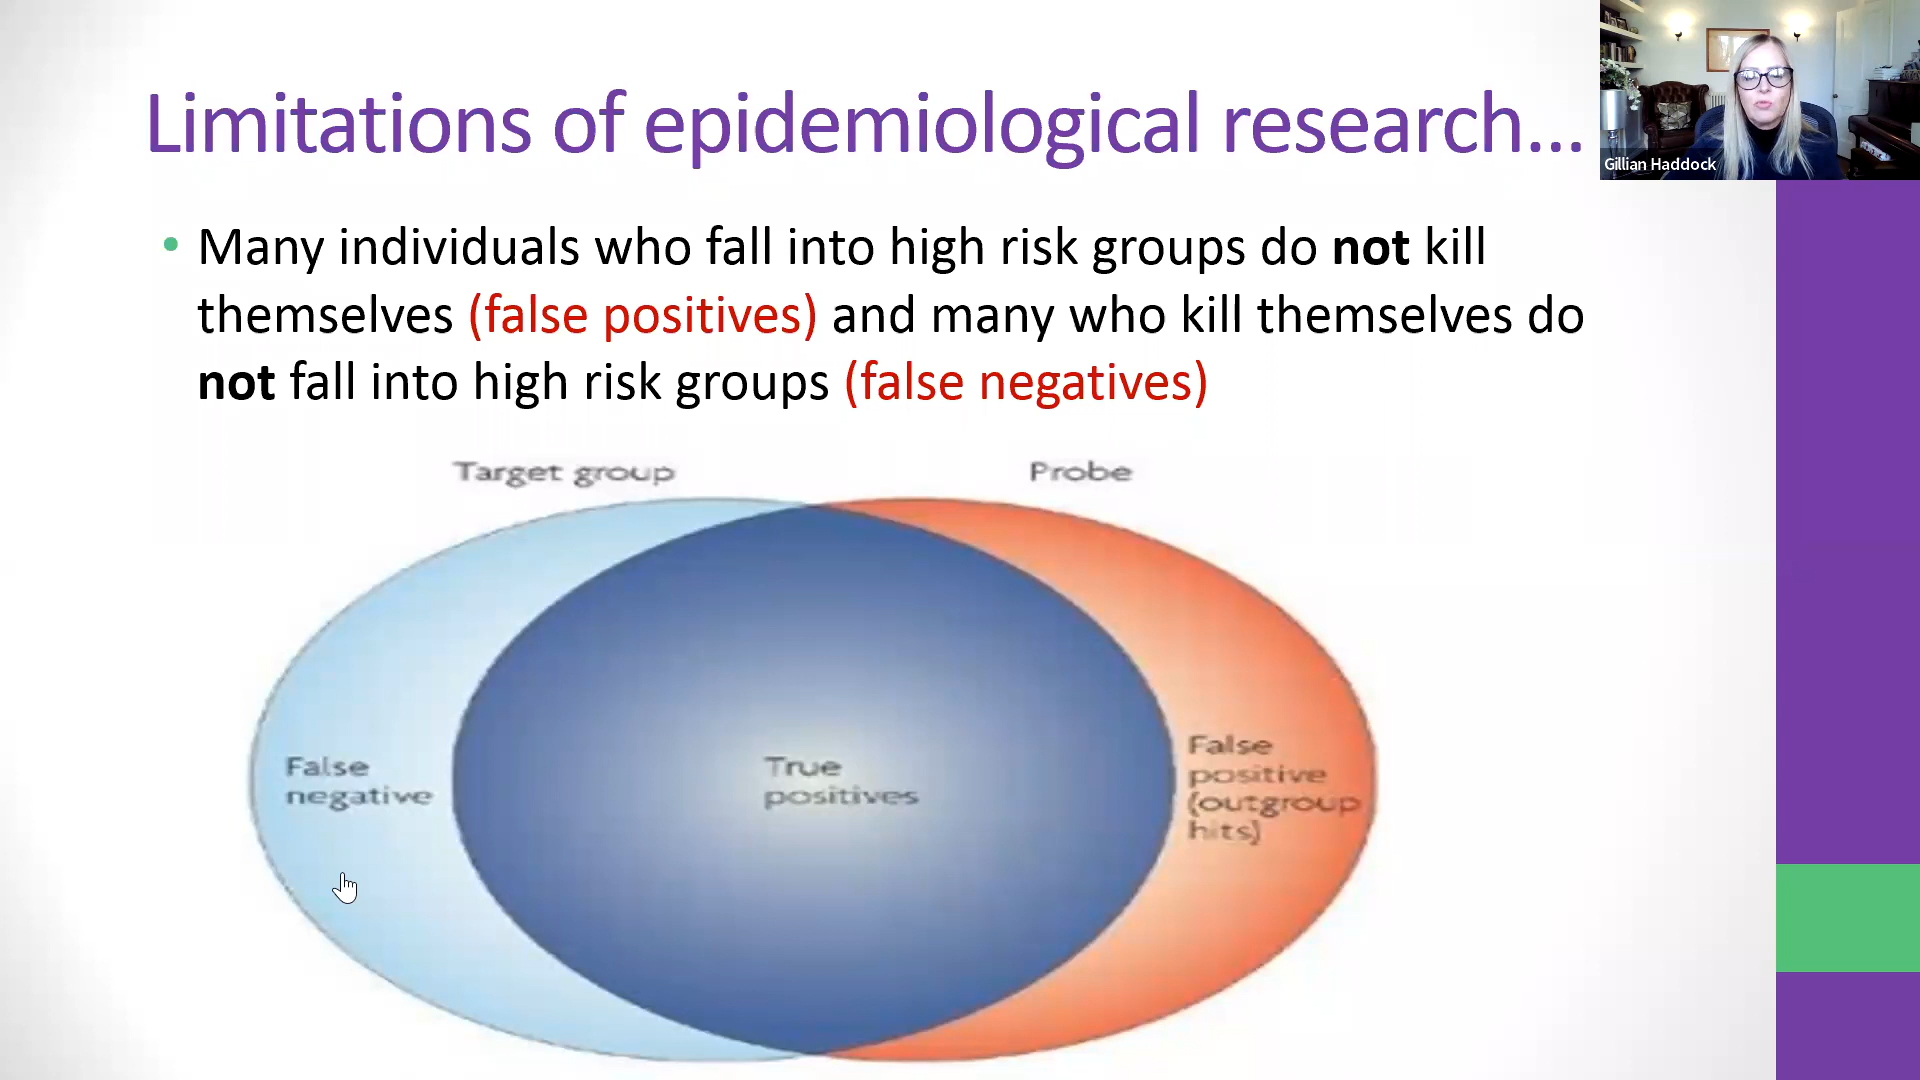 Limitations of epidemiological research...
Gillian Haddock
• Many individuals who fall into high risk groups do not kill
themselves (false positives) and many who kill themselves do
not fall into high risk groups (false negatives)
Target group
Probe
False
negative
True
positives
False
positive
(outgroup
hits)